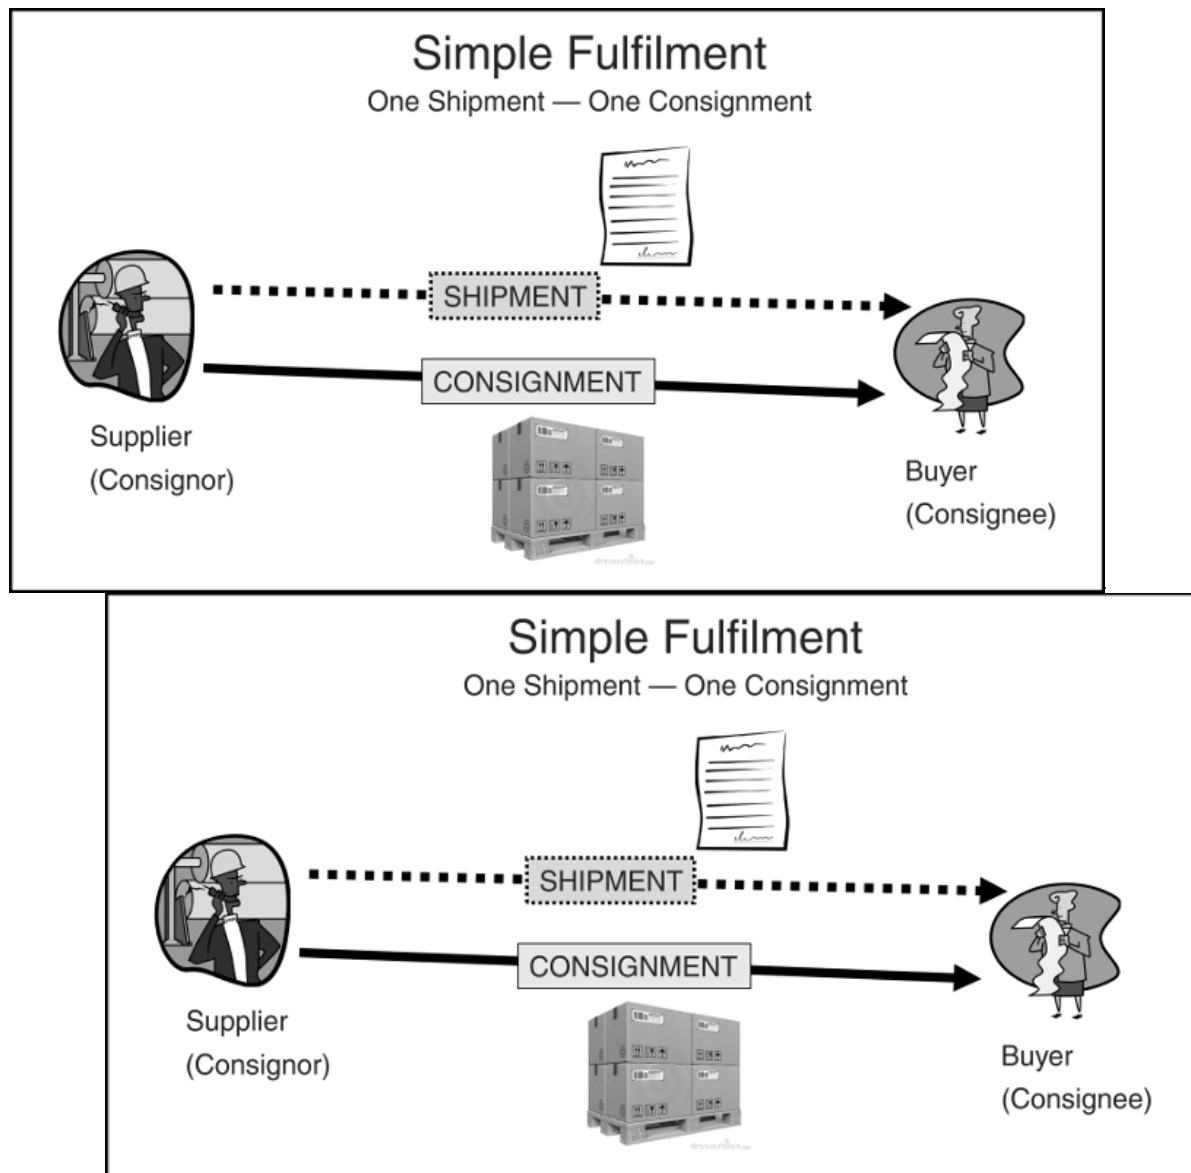 Simple Fulfilment
One Shipment — One Consignment
SHIPMENT
CONSIGNMENT
Supplier
(Consignor)
Buyer
(Consignee)
Simple Fulfilment
One Shipment — One Consignment
SHIPMENT
CONSIGNMENT
Supplier
(Consignor)
Buyer
(Consignee)